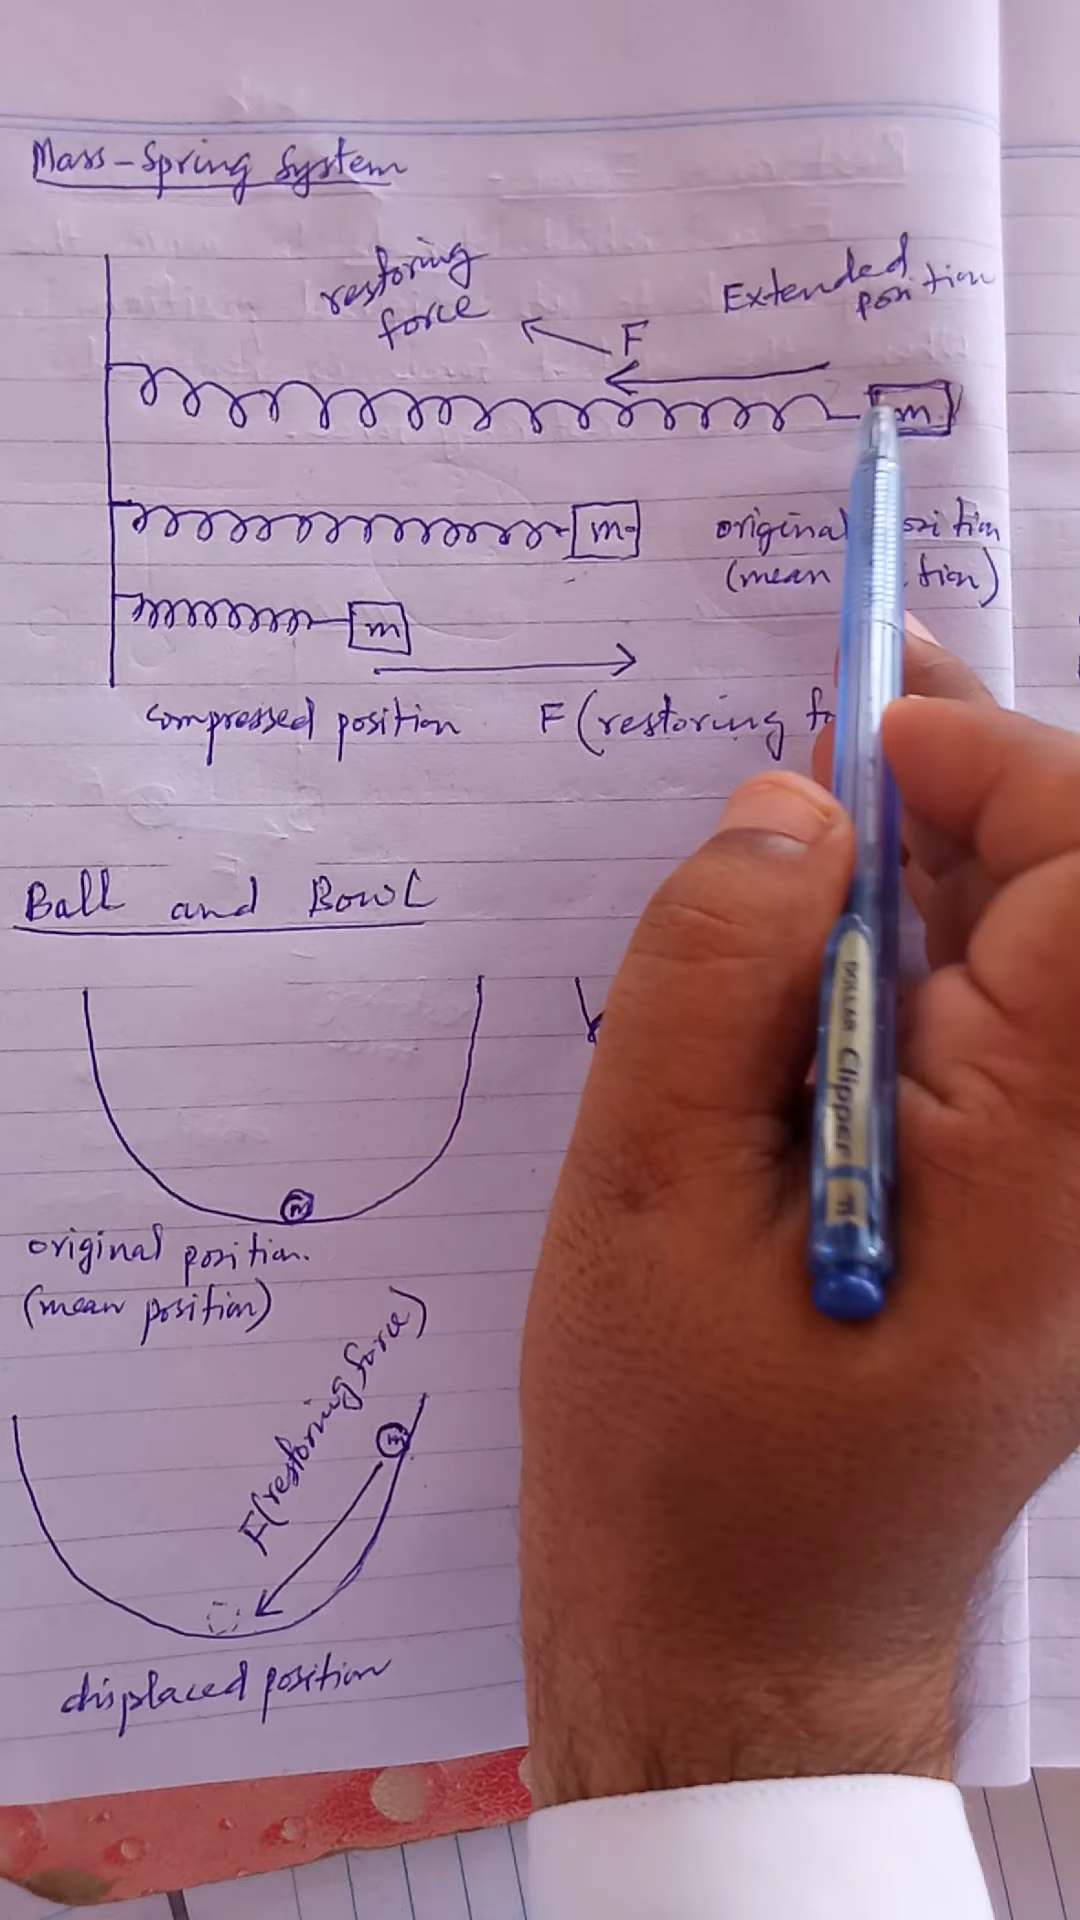 Mass-Spring System
restoring
force
Extended
position
F
m
m
original
(mean
m
compressed position F (restoring
Ball and Bowl
m
original position.
(mean position)
F(restoring force)
m
displaced position
DOLLAR Clipper